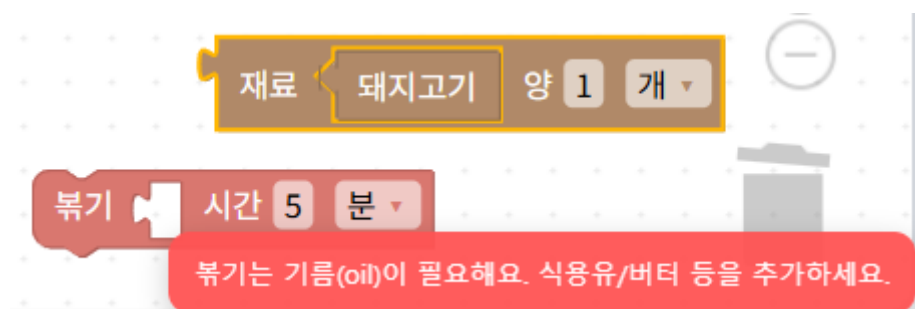 재료 돼지고기 양 1 개
볶기 시간 5 분
볶기는 기름(oil)이 필요해요. 식용유/버터 등을 추가하세요.